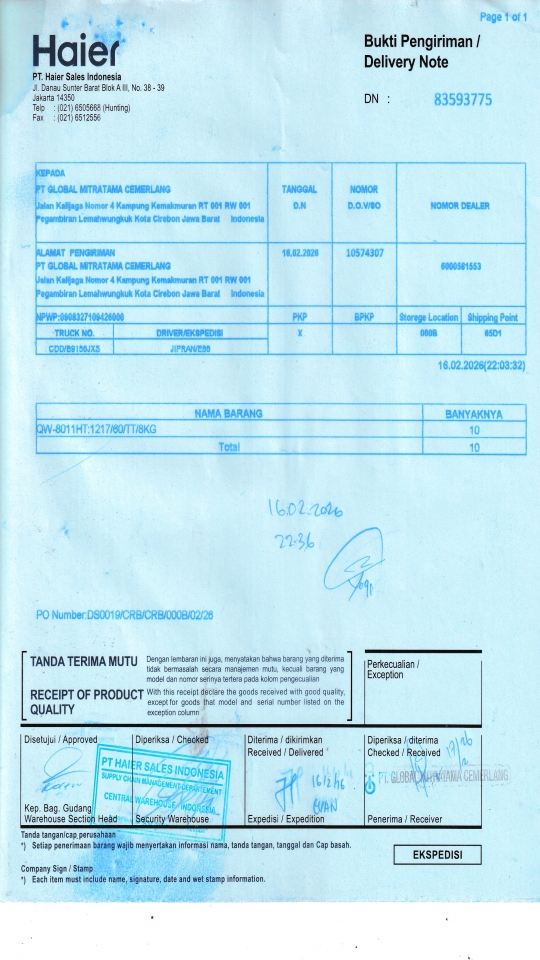 Page 1 of 1
Haier
Bukti Pengiriman /
Delivery Note
PT. Haier Sales Indonesia
Jl. Danau Sunter Barat Blok A III, No. 38 - 39
Jakarta 14350
Telp : (021) 6505668 (Hunting)
Fax : (021) 6512556
DN : 83593775
KEPADA
PT GLOBAL MITRATAMA CEMERLANG
Jalan Kalijaga Nomor 4 Kampung Kemakmuran RT 001 RW 001
Pegambiran Lemahwungkuk Kota Cirebon Jawa Barat Indonesia
TANGGAL
D.N
NOMOR
D.O.V/SO
NOMOR DEALER
ALAMAT PENGIRIMAN
PT GLOBAL MITRATAMA CEMERLANG
Jalan Kalijaga Nomor 4 Kampung Kemakmuran RT 001 RW 001
Pegambiran Lemahwungkuk Kota Cirebon Jawa Barat Indonesia
16.02.2026
10574307
6000581553
NPWP:0908327109426000
PKP
BPKP
Storege Location
Shipping Point
TRUCK NO.
DRIVER/EKSPEDISI
X
000B
65D1
CDD/B9156JXS
JIPRAN/E86
16.02.2026(22:03:32)
NAMA BARANG
BANYAKNYA
QW-8011HT:1217/60/TT/8KG
10
Total
10
16.02.2026
22.36
PO Number:DS0019/CRB/CRB/000B/02/26
TANDA TERIMA MUTU
Dengan lembaran ini juga, menyatakan bahwa barang yang diterima
tidak bermasalah secara manajemen mutu, kecuali barang yang
model dan nomor serinya tertera pada kolom pengecualian
RECEIPT OF PRODUCT
QUALITY
With this receipt declare the goods received with good quality,
except for goods that model and serial number listed on the
exception column
Perkecualian /
Exception
Disetujui / Approved
Diperiksa / Checked
Diterima / dikirimkan
Received / Delivered
Diperiksa / diterima
Checked / Received
PT HAIER SALES INDONESIA
SUPPLY CHAIN MANAGEMENT DEPARTEMENT
CENTRAL WAREHOUSE INDONESIA
16/2/26
PT. GLOBAL MITRATAMA CEMERLANG
Kep. Bag. Gudang
Warehouse Section Head
Security Warehouse
Expedisi / Expedition
Penerima / Receiver
Tanda tangan/cap perusahaan
*) Setiap penerimaan barang wajib menyertakan informasi nama, tanda tangan, tanggal dan Cap basah.
EKSPEDISI
Company Sign / Stamp
*) Each item must include name, signature, date and wet stamp information.